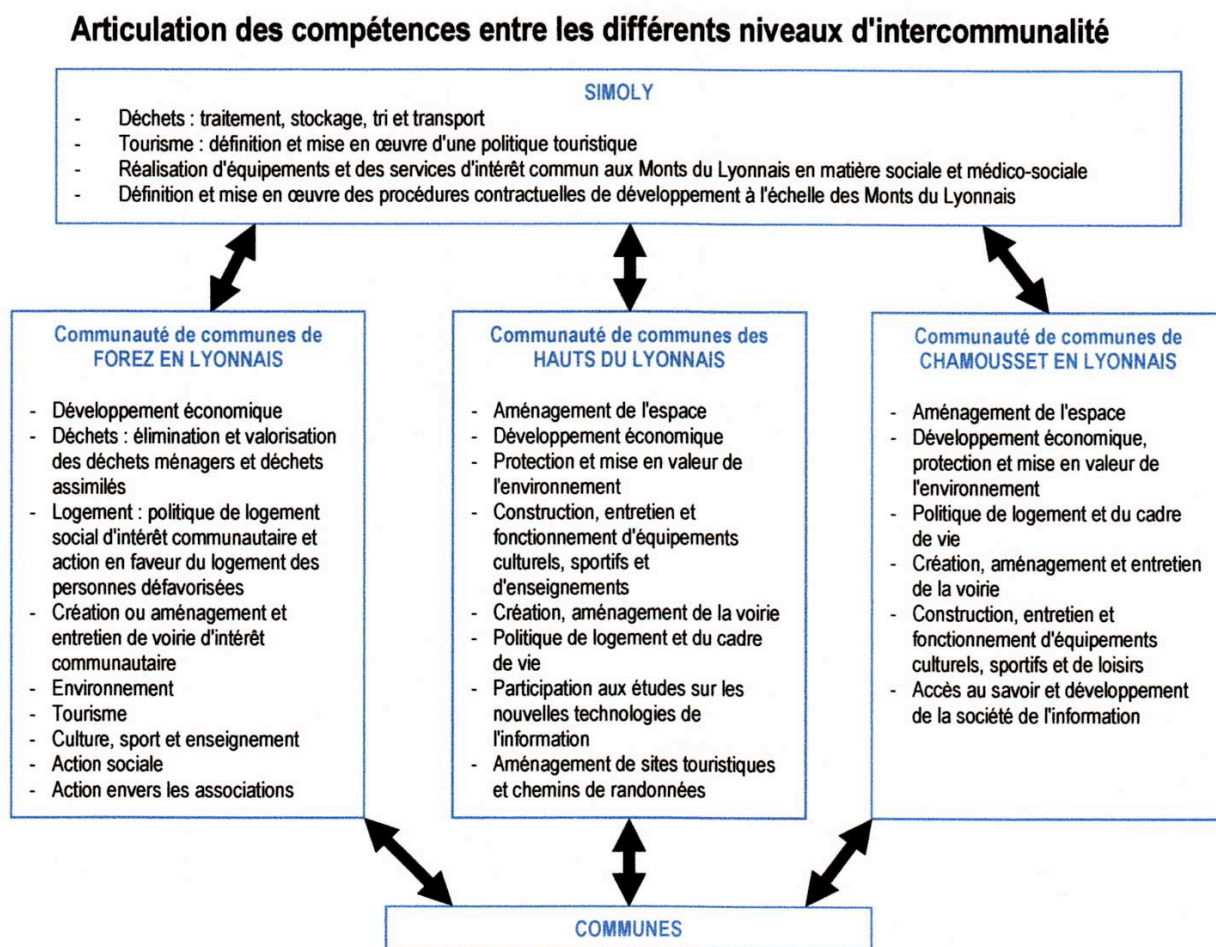 Articulation des compétences entre les différents niveaux d'intercommunalité
SIMOLY
- Déchets : traitement, stockage, tri et transport
- Tourisme : définition et mise en œuvre d'une politique touristique
- Réalisation d'équipements et des services d'intérêt commun aux Monts du Lyonnais en matière sociale et médico-sociale
- Définition et mise en œuvre des procédures contractuelles de développement à l'échelle des Monts du Lyonnais
Communauté de communes de
FOREZ EN LYONNAIS
- Développement économique
- Déchets : élimination et valorisation
des déchets ménagers et déchets
assimilés
- Logement : politique de logement
social d'intérêt communautaire et
action en faveur du logement des
personnes défavorisées
- Création ou aménagement et
entretien de voirie d'intérêt
communautaire
- Environnement
- Tourisme
- Culture, sport et enseignement
- Action sociale
- Action envers les associations
Communauté de communes des
HAUTS DU LYONNAIS
- Aménagement de l'espace
- Développement économique
- Protection et mise en valeur de
l'environnement
- Construction, entretien et
fonctionnement d'équipements
culturels, sportifs et
d'enseignements
- Création, aménagement de la voirie
- Politique de logement et du cadre
de vie
- Participation aux études sur les
nouvelles technologies de
l'information
- Aménagement de sites touristiques
et chemins de randonnées
Communauté de communes de
CHAMOUSSET EN LYONNAIS
- Aménagement de l'espace
- Développement économique,
protection et mise en valeur de
l'environnement
- Politique de logement et du cadre
de vie
- Création, aménagement et entretien
de la voirie
- Construction, entretien et
fonctionnement d'équipements
culturels, sportifs et de loisirs
- Accès au savoir et développement
de la société de l'information
COMMUNES